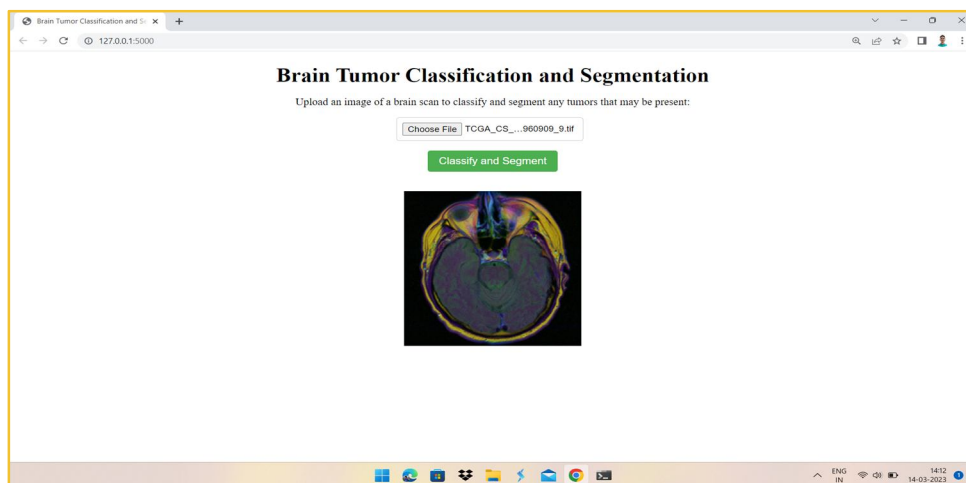 Brain Tumor Classification and Se
127.0.0.1:5000
Brain Tumor Classification and Segmentation
Upload an image of a brain scan to classify and segment any tumors that may be present:
Choose File TCGA_CS_...960909_9.tif
Classify and Segment
ENG
IN
14:12
14-03-2023
1